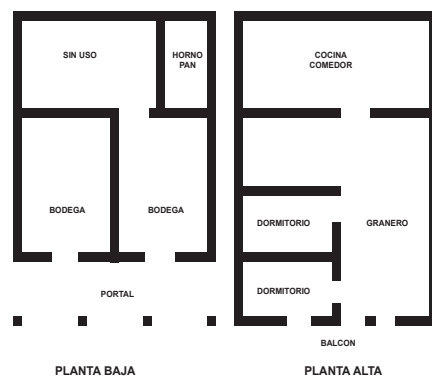 SIN USO
HORNO
PAN
BODEGA
BODEGA
PORTAL
PLANTA BAJA
COCINA
COMEDOR
DORMITORIO
GRANERO
DORMITORIO
BALCON
PLANTA ALTA